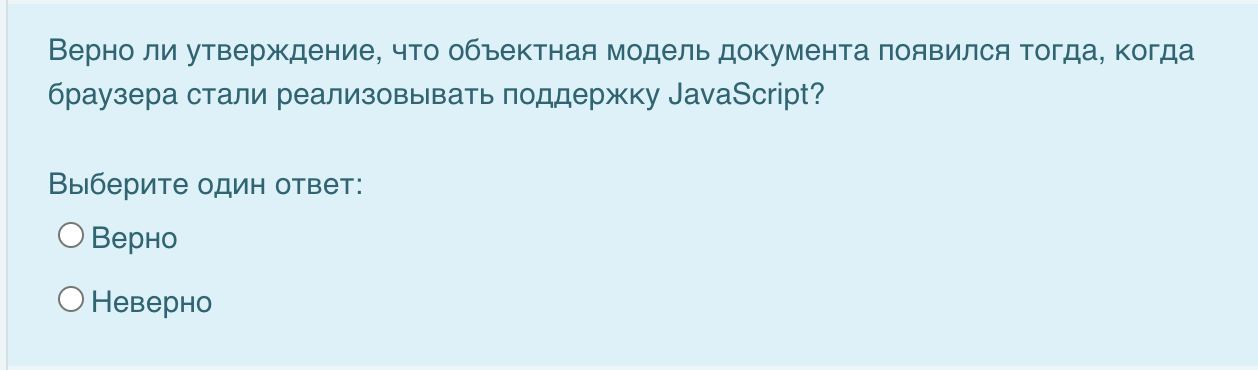 Верно ли утверждение, что объектная модель документа появился тогда, когда
браузера стали реализовывать поддержку JavaScript?
Выберите один ответ:
Верно
Неверно